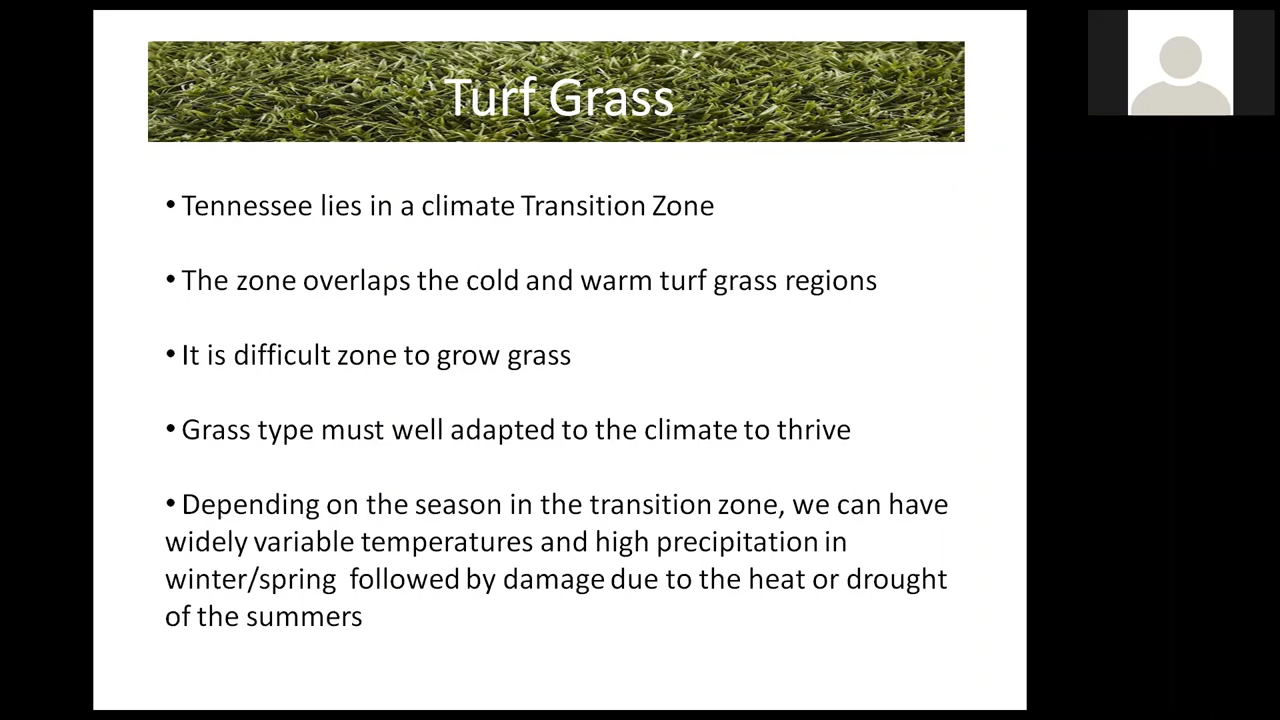 Turf Grass
• Tennessee lies in a climate Transition Zone
• The zone overlaps the cold and warm turf grass regions
• It is difficult zone to grow grass
• Grass type must well adapted to the climate to thrive
• Depending on the season in the transition zone, we can have
widely variable temperatures and high precipitation in
winter/spring  followed by damage due to the heat or drought
of the summers